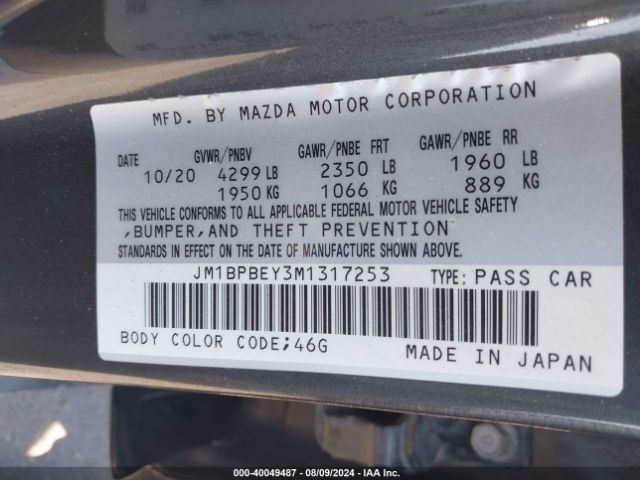 MFD. BY MAZDA MOTOR CORPORATION
DATE GVWR/PNBV GAWR/PNBE FRT GAWR/PNBE RR
10/20 4299 LB 2350 LB 1960 LB
1950 KG 1066 KG 889 KG
THIS VEHICLE CONFORMS TO ALL APPLICABLE FEDERAL MOTOR VEHICLE SAFETY
,BUMPER,AND THEFT PREVENTION
STANDARDS IN EFFECT ON THE DATE OF MANUFACTURE SHOWN ABOVE.
JM1BPBEY3M1317253 TYPE: PASS CAR
BODY COLOR CODE;46G MADE IN JAPAN
000-40049487 - 08/09/2024 - IAA Inc.